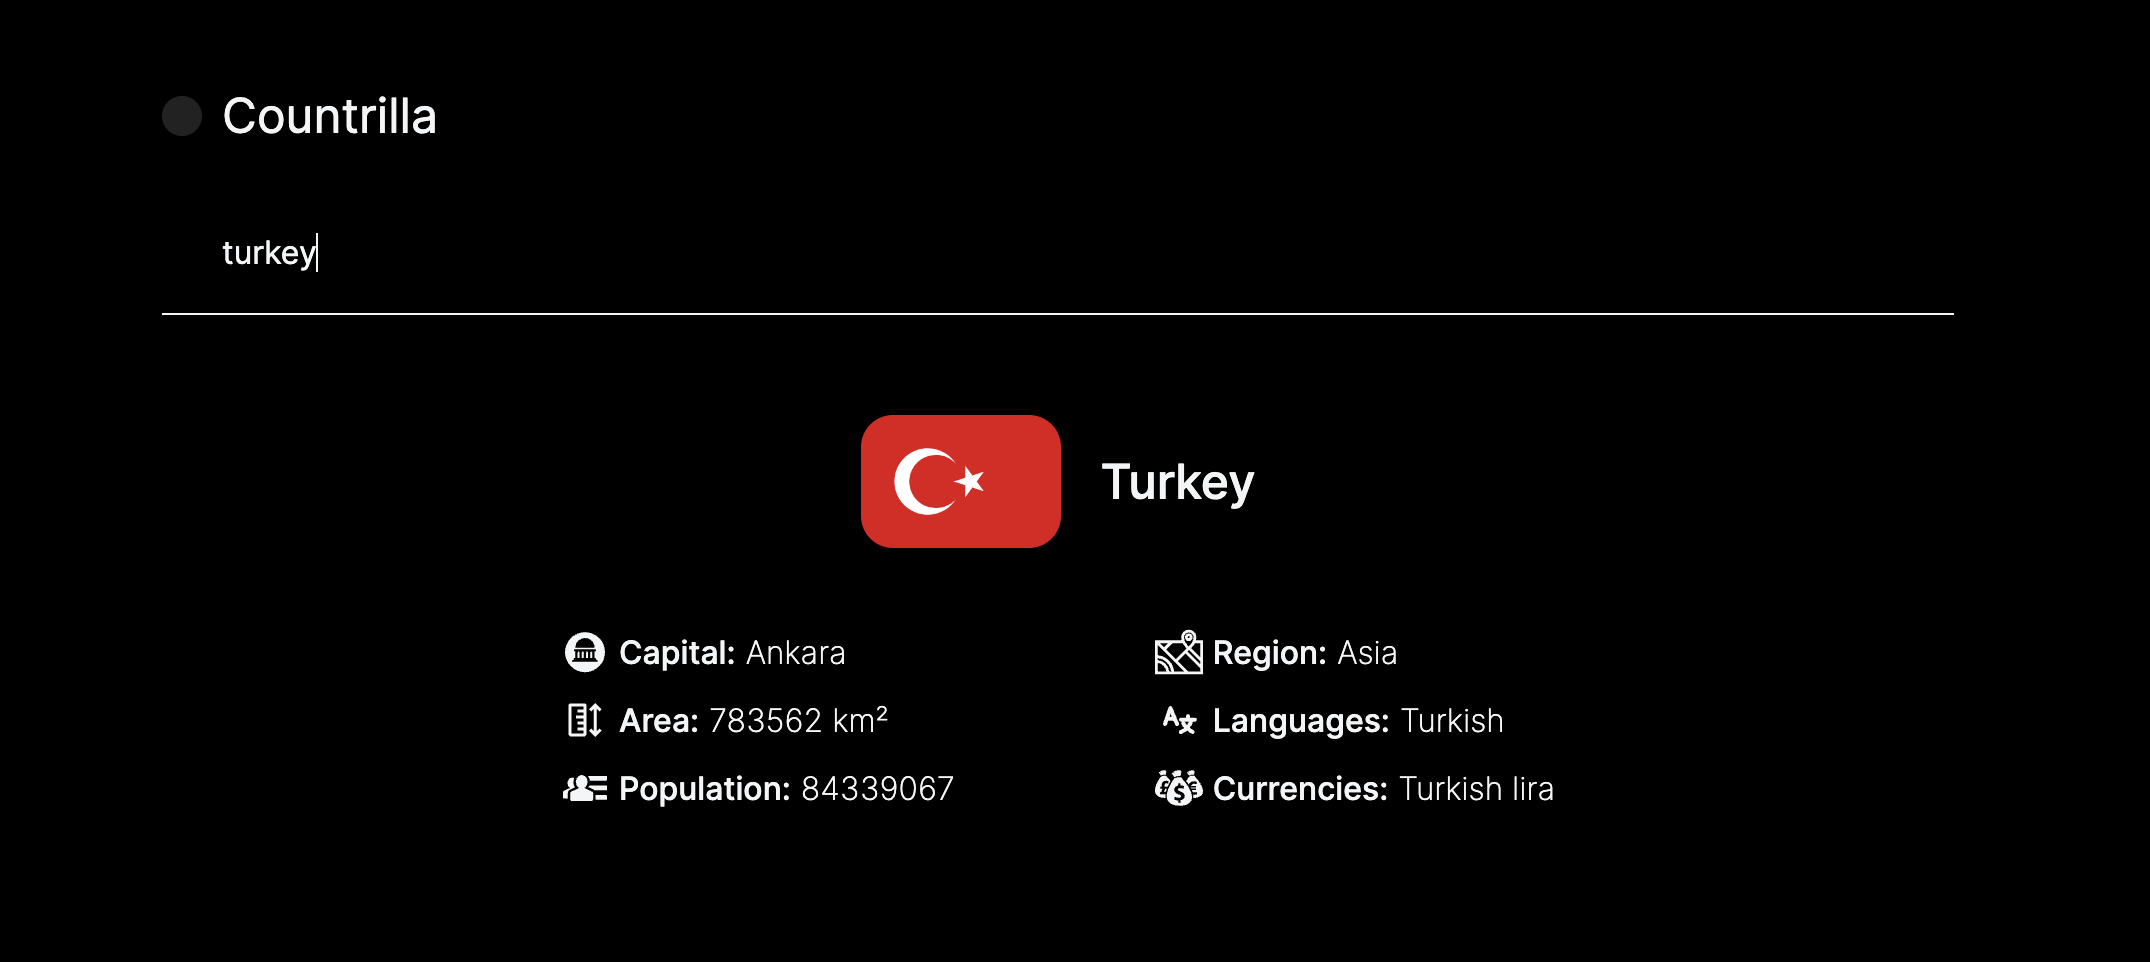 Countrilla
turkey
Turkey
Capital: Ankara
Area: 783562 km²
Population: 84339067
Region: Asia
Languages: Turkish
Currencies: Turkish lira